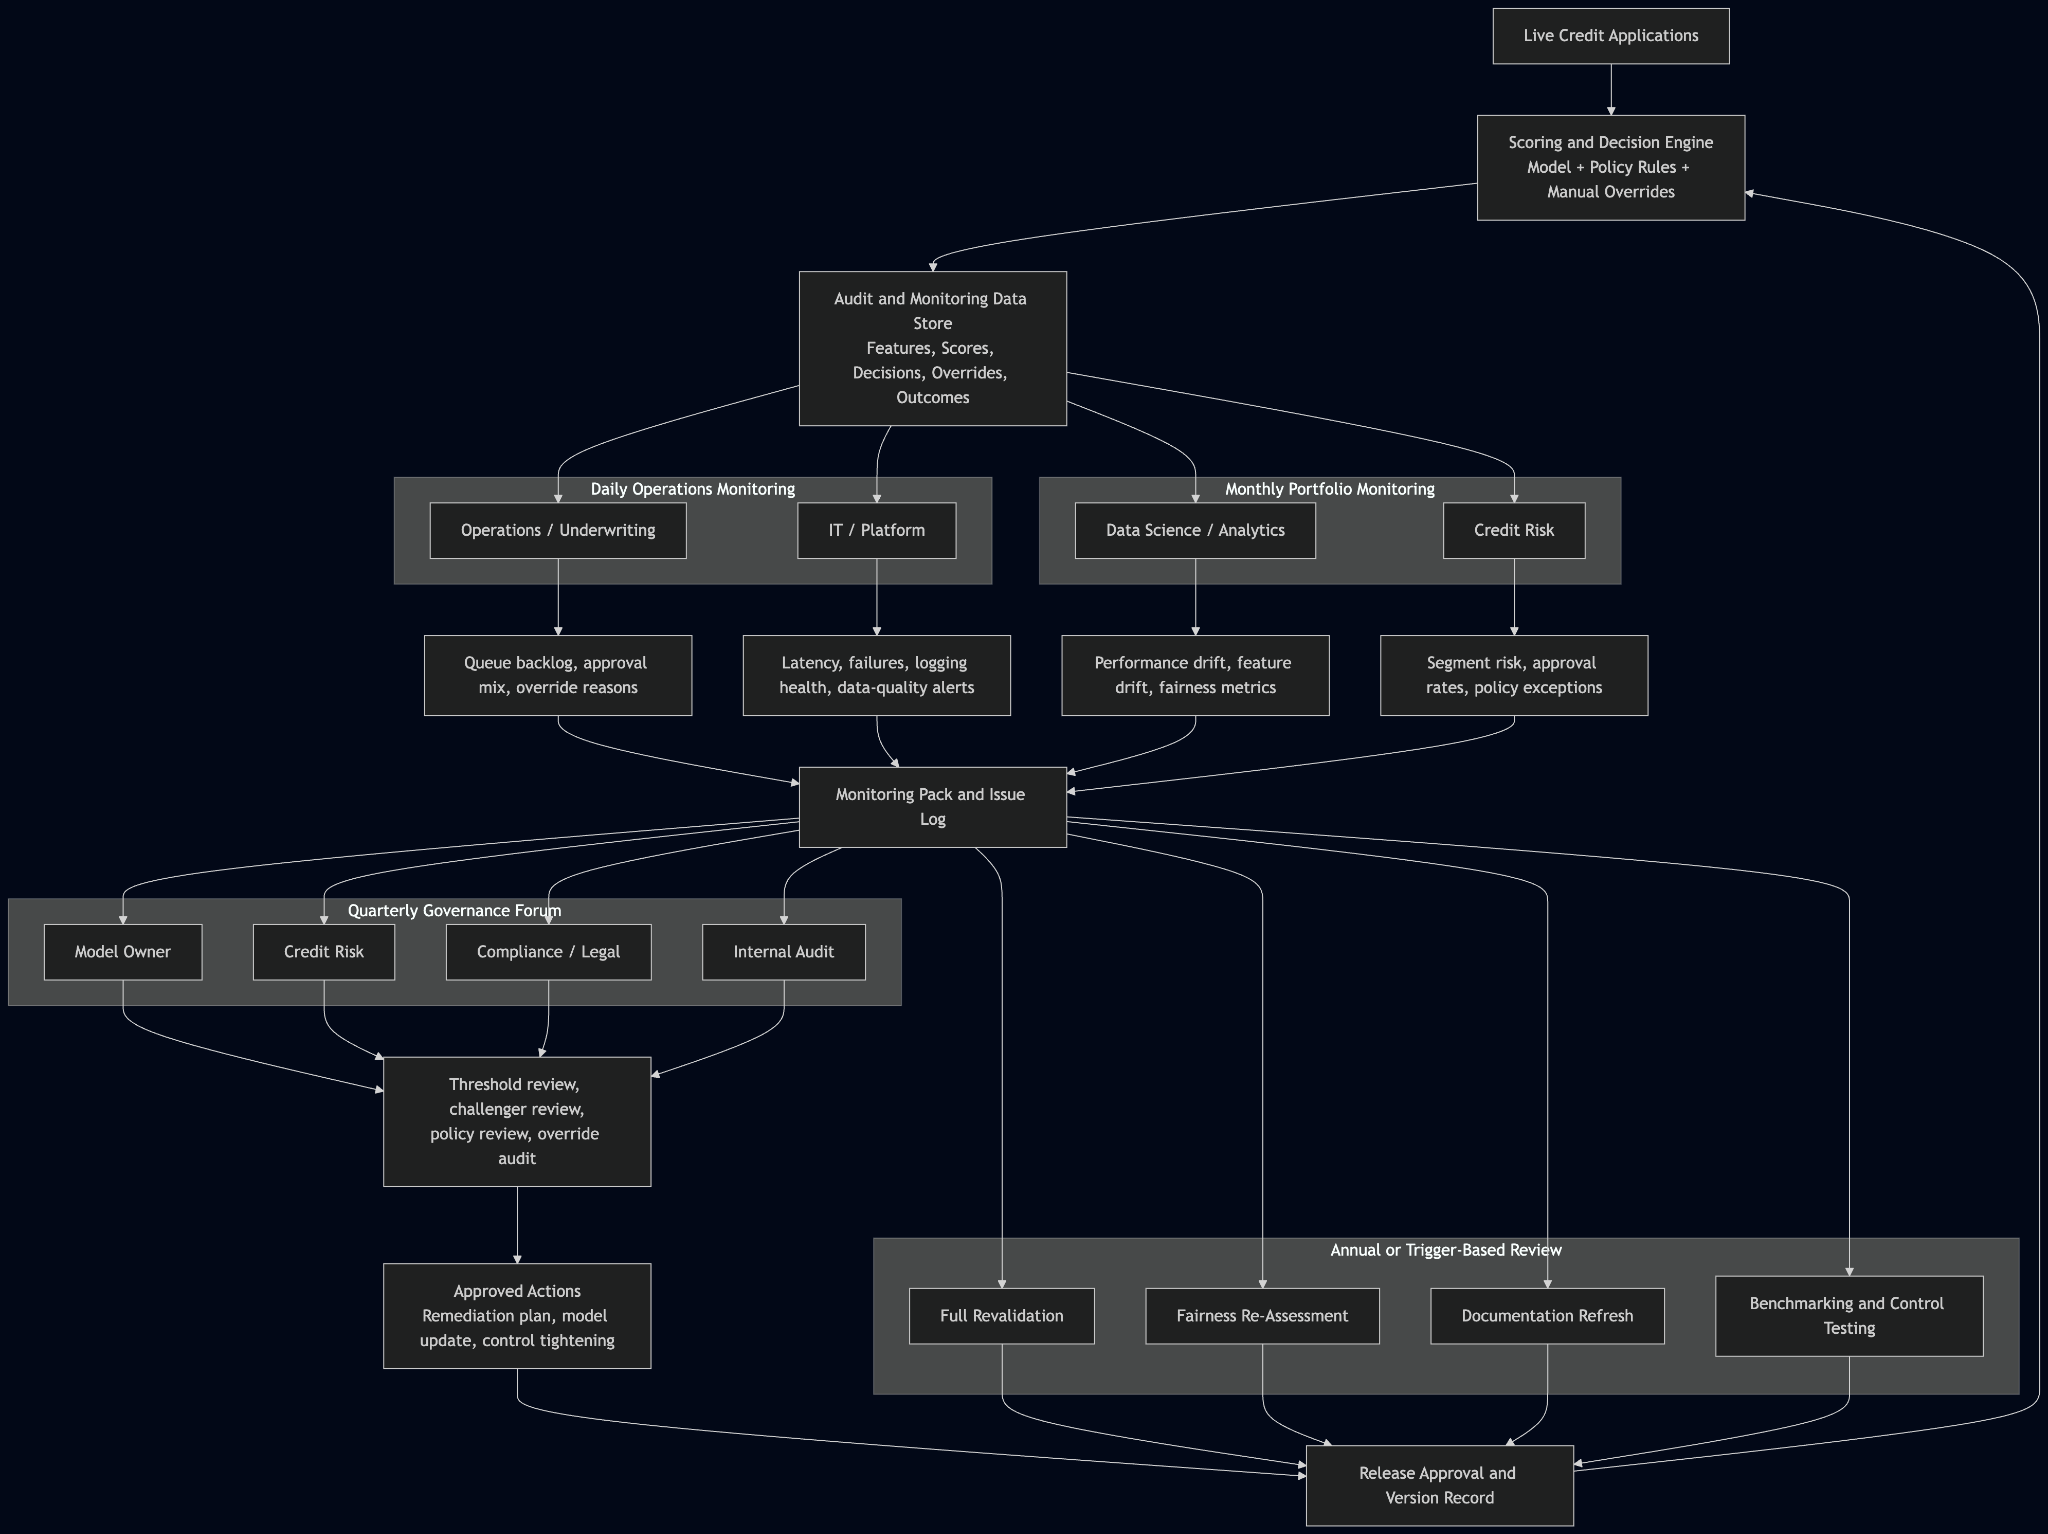 Live Credit Applications
Scoring and Decision Engine
Model + Policy Rules +
Manual Overrides
Audit and Monitoring Data
Store
Features, Scores,
Decisions, Overrides,
Outcomes
Daily Operations Monitoring
Monthly Portfolio Monitoring
Operations / Underwriting
IT / Platform
Data Science / Analytics
Credit Risk
Queue backlog, approval
mix, override reasons
Latency, failures, logging
health, data-quality alerts
Performance drift, feature
drift, fairness metrics
Segment risk, approval
rates, policy exceptions
Monitoring Pack and Issue
Log
Quarterly Governance Forum
Model Owner
Credit Risk
Compliance / Legal
Internal Audit
Threshold review,
challenger review,
policy review, override
audit
Approved Actions
Remediation plan, model
update, control tightening
Annual or Trigger-Based Review
Full Revalidation
Fairness Re-Assessment
Documentation Refresh
Benchmarking and Control
Testing
Release Approval and
Version Record